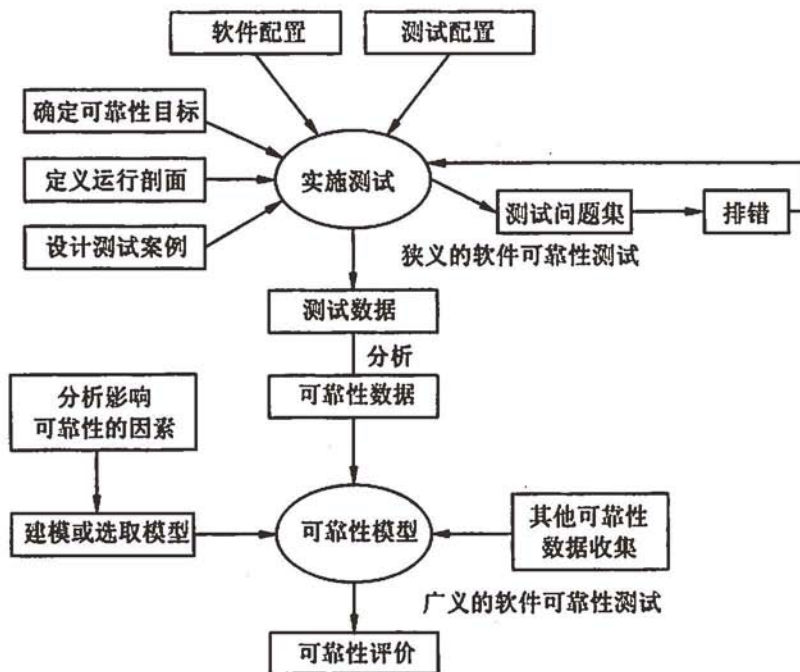 软件配置
测试配置
确定可靠性目标
定义运行剖面
设计测试案例
实施测试
测试问题集
排错
狭义的软件可靠性测试
测试数据
分析
可靠性数据
分析影响
可靠性的因素
建模或选取模型
可靠性模型
其他可靠性
数据收集
广义的软件可靠性测试
可靠性评价